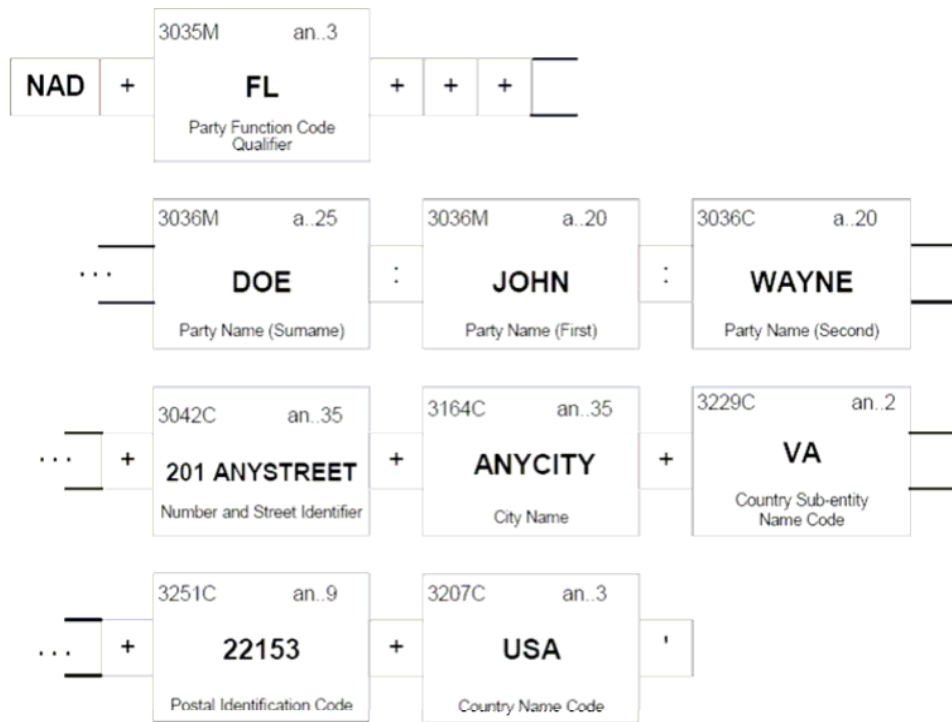 3035M an..3
NAD + FL + + +
Party Function Code
Qualifier
3036M a..25 3036M a..20 3036C a..20
... DOE : JOHN : WAYNE
Party Name (Surname) Party Name (First) Party Name (Second)
3042C an..35 3164C an..35 3229C an..2
... + 201 ANYSTREET + ANYCITY + VA
Number and Street Identifier City Name Country Sub-entity
Name Code
3251C an..9 3207C an..3
... + 22153 + USA '
Postal Identification Code Country Name Code